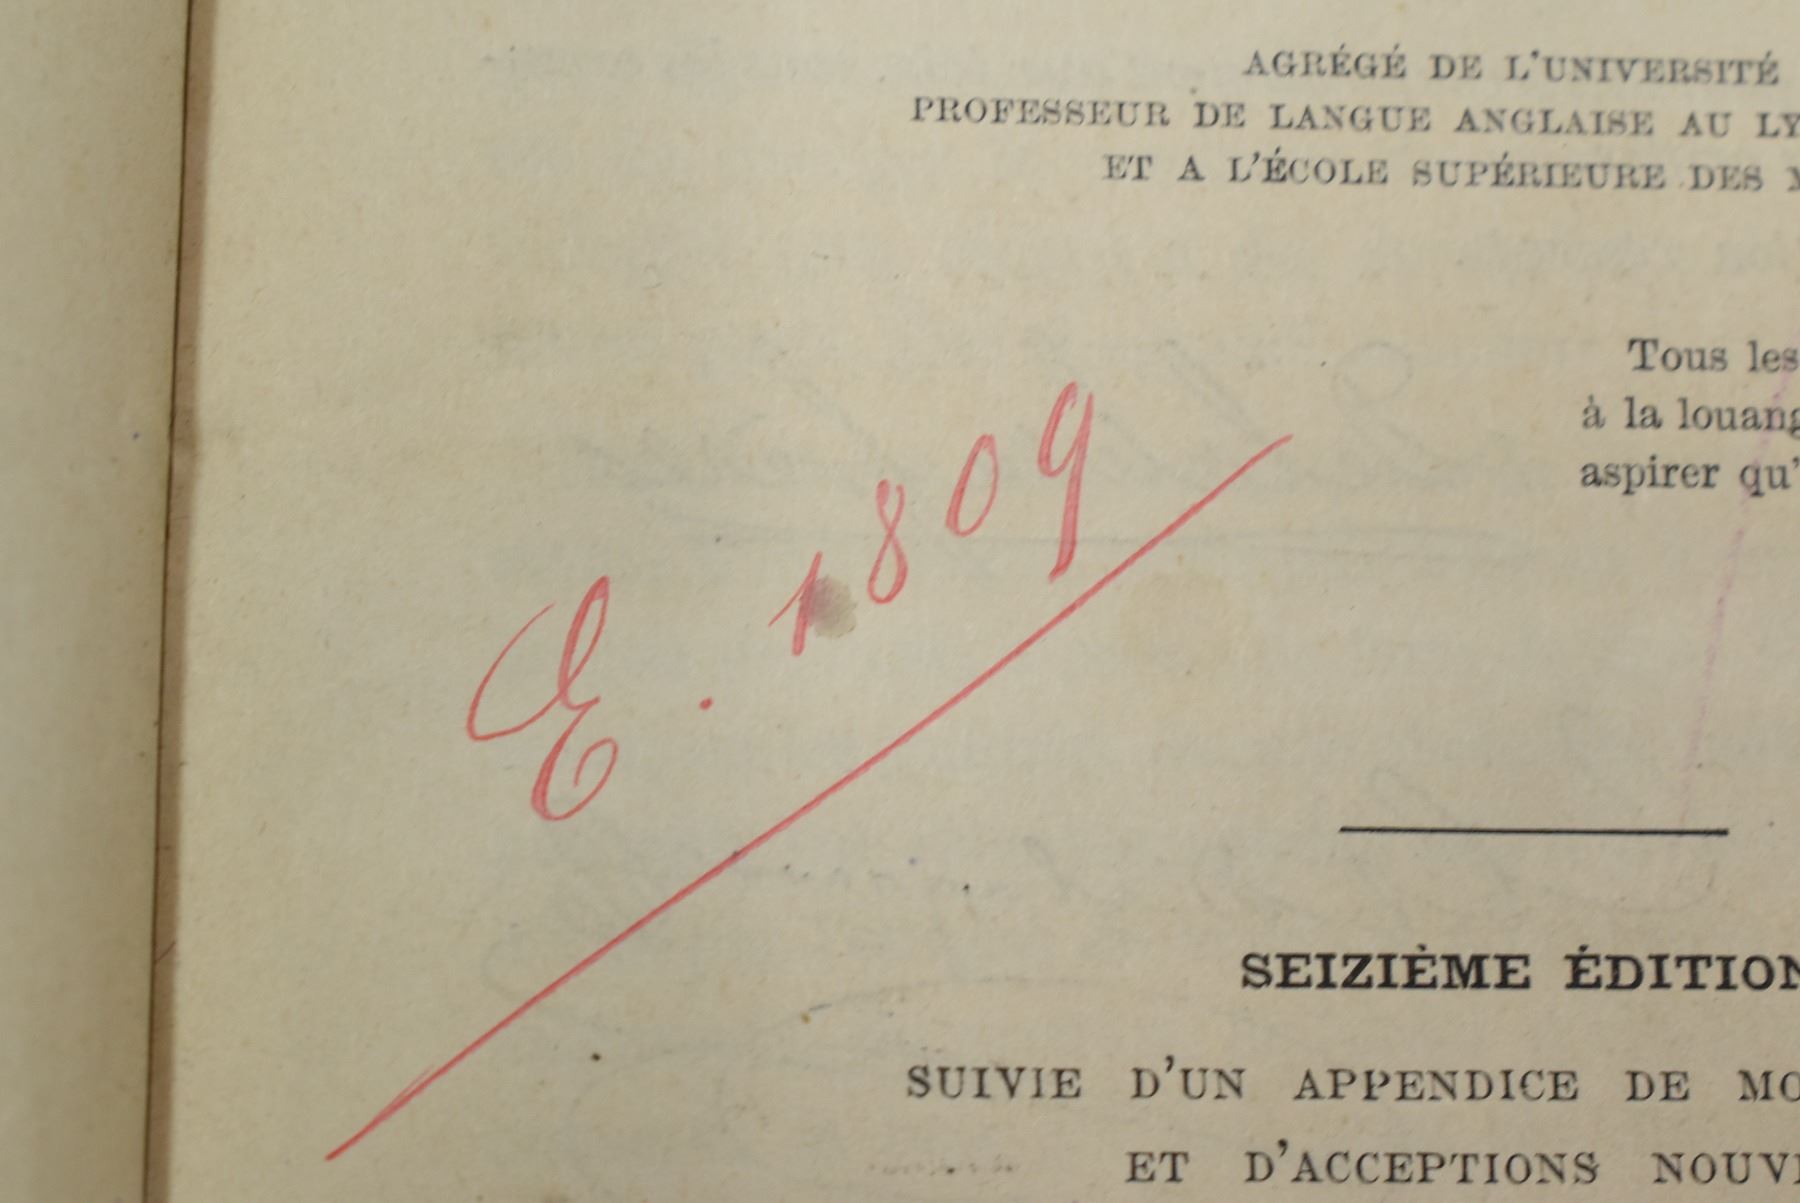 AGRÉGÉ DE L'UNIVERSITÉ
PROFESSEUR DE LANGUE ANGLAISE AU LY
ET A L'ÉCOLE SUPÉRIEURE DES
Tous les
à la louang
aspirer qu'
E. 1809
SEIZIÈME ÉDITION
SUIVIE D'UN APPENDICE DE MO
ET D'ACCEPTIONS NOUV